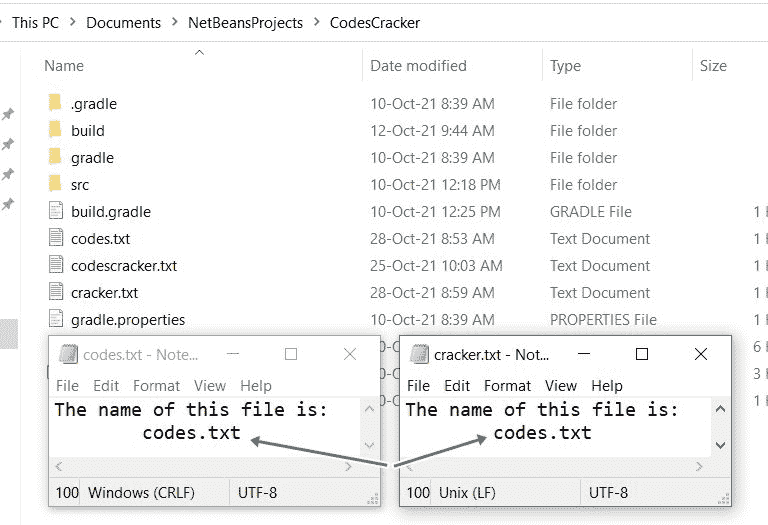 This PC > Documents > NetBeansProjects > CodesCracker
Name Date modified Type Size
.gradle 10-Oct-21 8:39 AM File folder
build 12-Oct-21 9:44 AM File folder
gradle 10-Oct-21 8:39 AM File folder
src 10-Oct-21 12:18 PM File folder
build.gradle 10-Oct-21 12:25 PM GRADLE File 1
codes.txt 28-Oct-21 8:53 AM Text Document 1
codescracker.txt 25-Oct-21 10:03 AM Text Document 1
cracker.txt 28-Oct-21 8:59 AM Text Document 1
gradle.properties 10-Oct-21 8:39 AM PROPERTIES File 1
6
3
1
codes.txt - Note...
File Edit Format View Help
The name of this file is:
codes.txt
100 Windows (CRLF) UTF-8
cracker.txt - Not...
File Edit Format View Help
The name of this file is:
codes.txt
100 Unix (LF) UTF-8